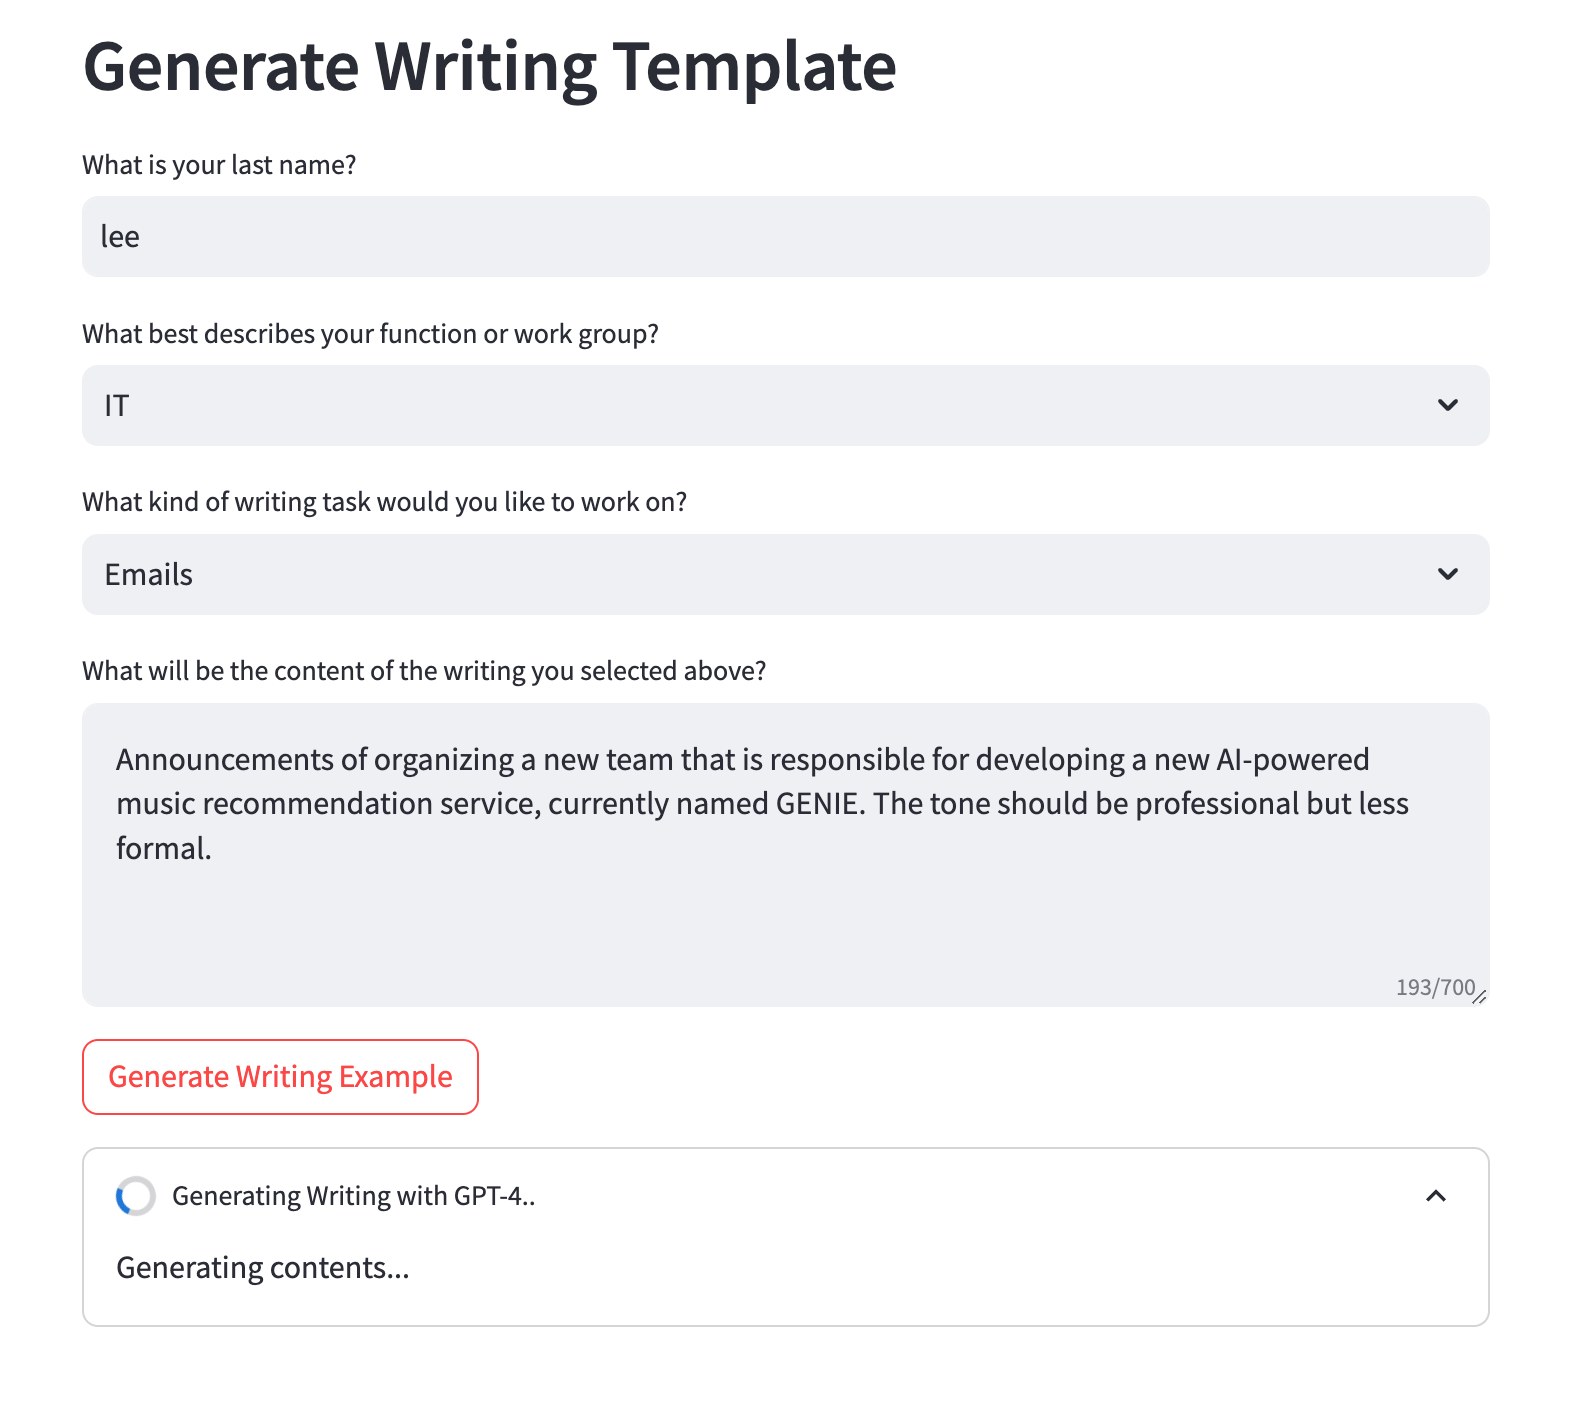 Generate Writing Template
What is your last name?
lee
What best describes your function or work group?
IT
What kind of writing task would you like to work on?
Emails
What will be the content of the writing you selected above?
Announcements of organizing a new team that is responsible for developing a new AI-powered
music recommendation service, currently named GENIE. The tone should be professional but less
formal.
193/700
Generate Writing Example
Generating Writing with GPT-4..
Generating contents...